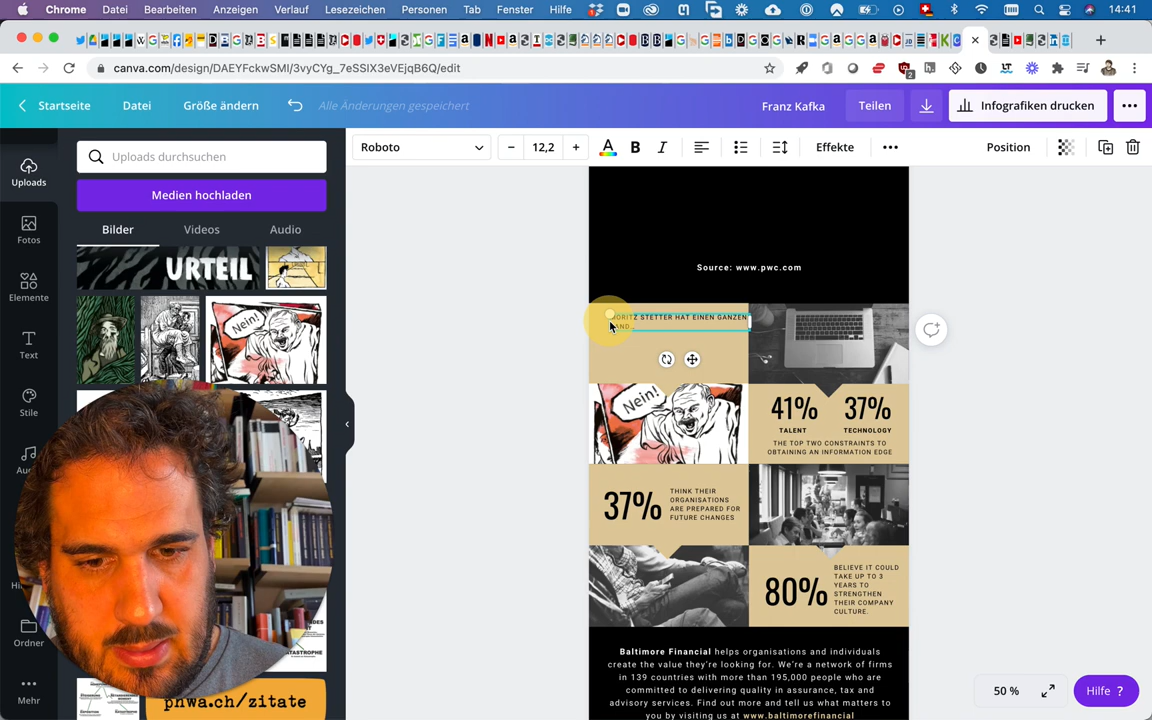 Chrome Datei Bearbeiten Anzeigen Verlauf Lesezeichen Personen Tab Fenster Hilfe 14:41
canva.com/design/DAEYFckwSMI/3vyCYg_7eSSIX3eVEjqB6Q/edit
Startseite Datei Größe ändern Alle Änderungen gespeichert Franz Kafka Teilen Infografiken drucken
Roboto 12,2 A B I Effekte Position
Uploads durchsuchen
Uploads
Medien hochladen
Bilder Videos Audio
Fotos
Elemente
Text
Stile
Ordner
Mehr
URTEIL
Nein!
phwa.ch/zitate
Source: www.pwc.com
MORITZ STETTER HAT EINEN GANZEN
Nein!
41% 37%
TALENT TECHNOLOGY
THE TOP TWO CONSTRAINTS TO
OBTAINING AN INFORMATION EDGE
37%
THINK THEIR
ORGANISATIONS
ARE PREPARED FOR
FUTURE CHANGES
80%
BELIEVE IT COULD
TAKE UP TO 3
YEARS TO
STRENGTHEN
THEIR COMPANY
CULTURE.
Baltimore Financial helps organisations and individuals
create the value they're looking for. We're a network of firms
in 139 countries with more than 195,000 people who are
committed to delivering quality in assurance, tax and
advisory services. Find out more and tell us what matters to
you by visiting us at www.baltimorefinancial
50 %
Hilfe ?